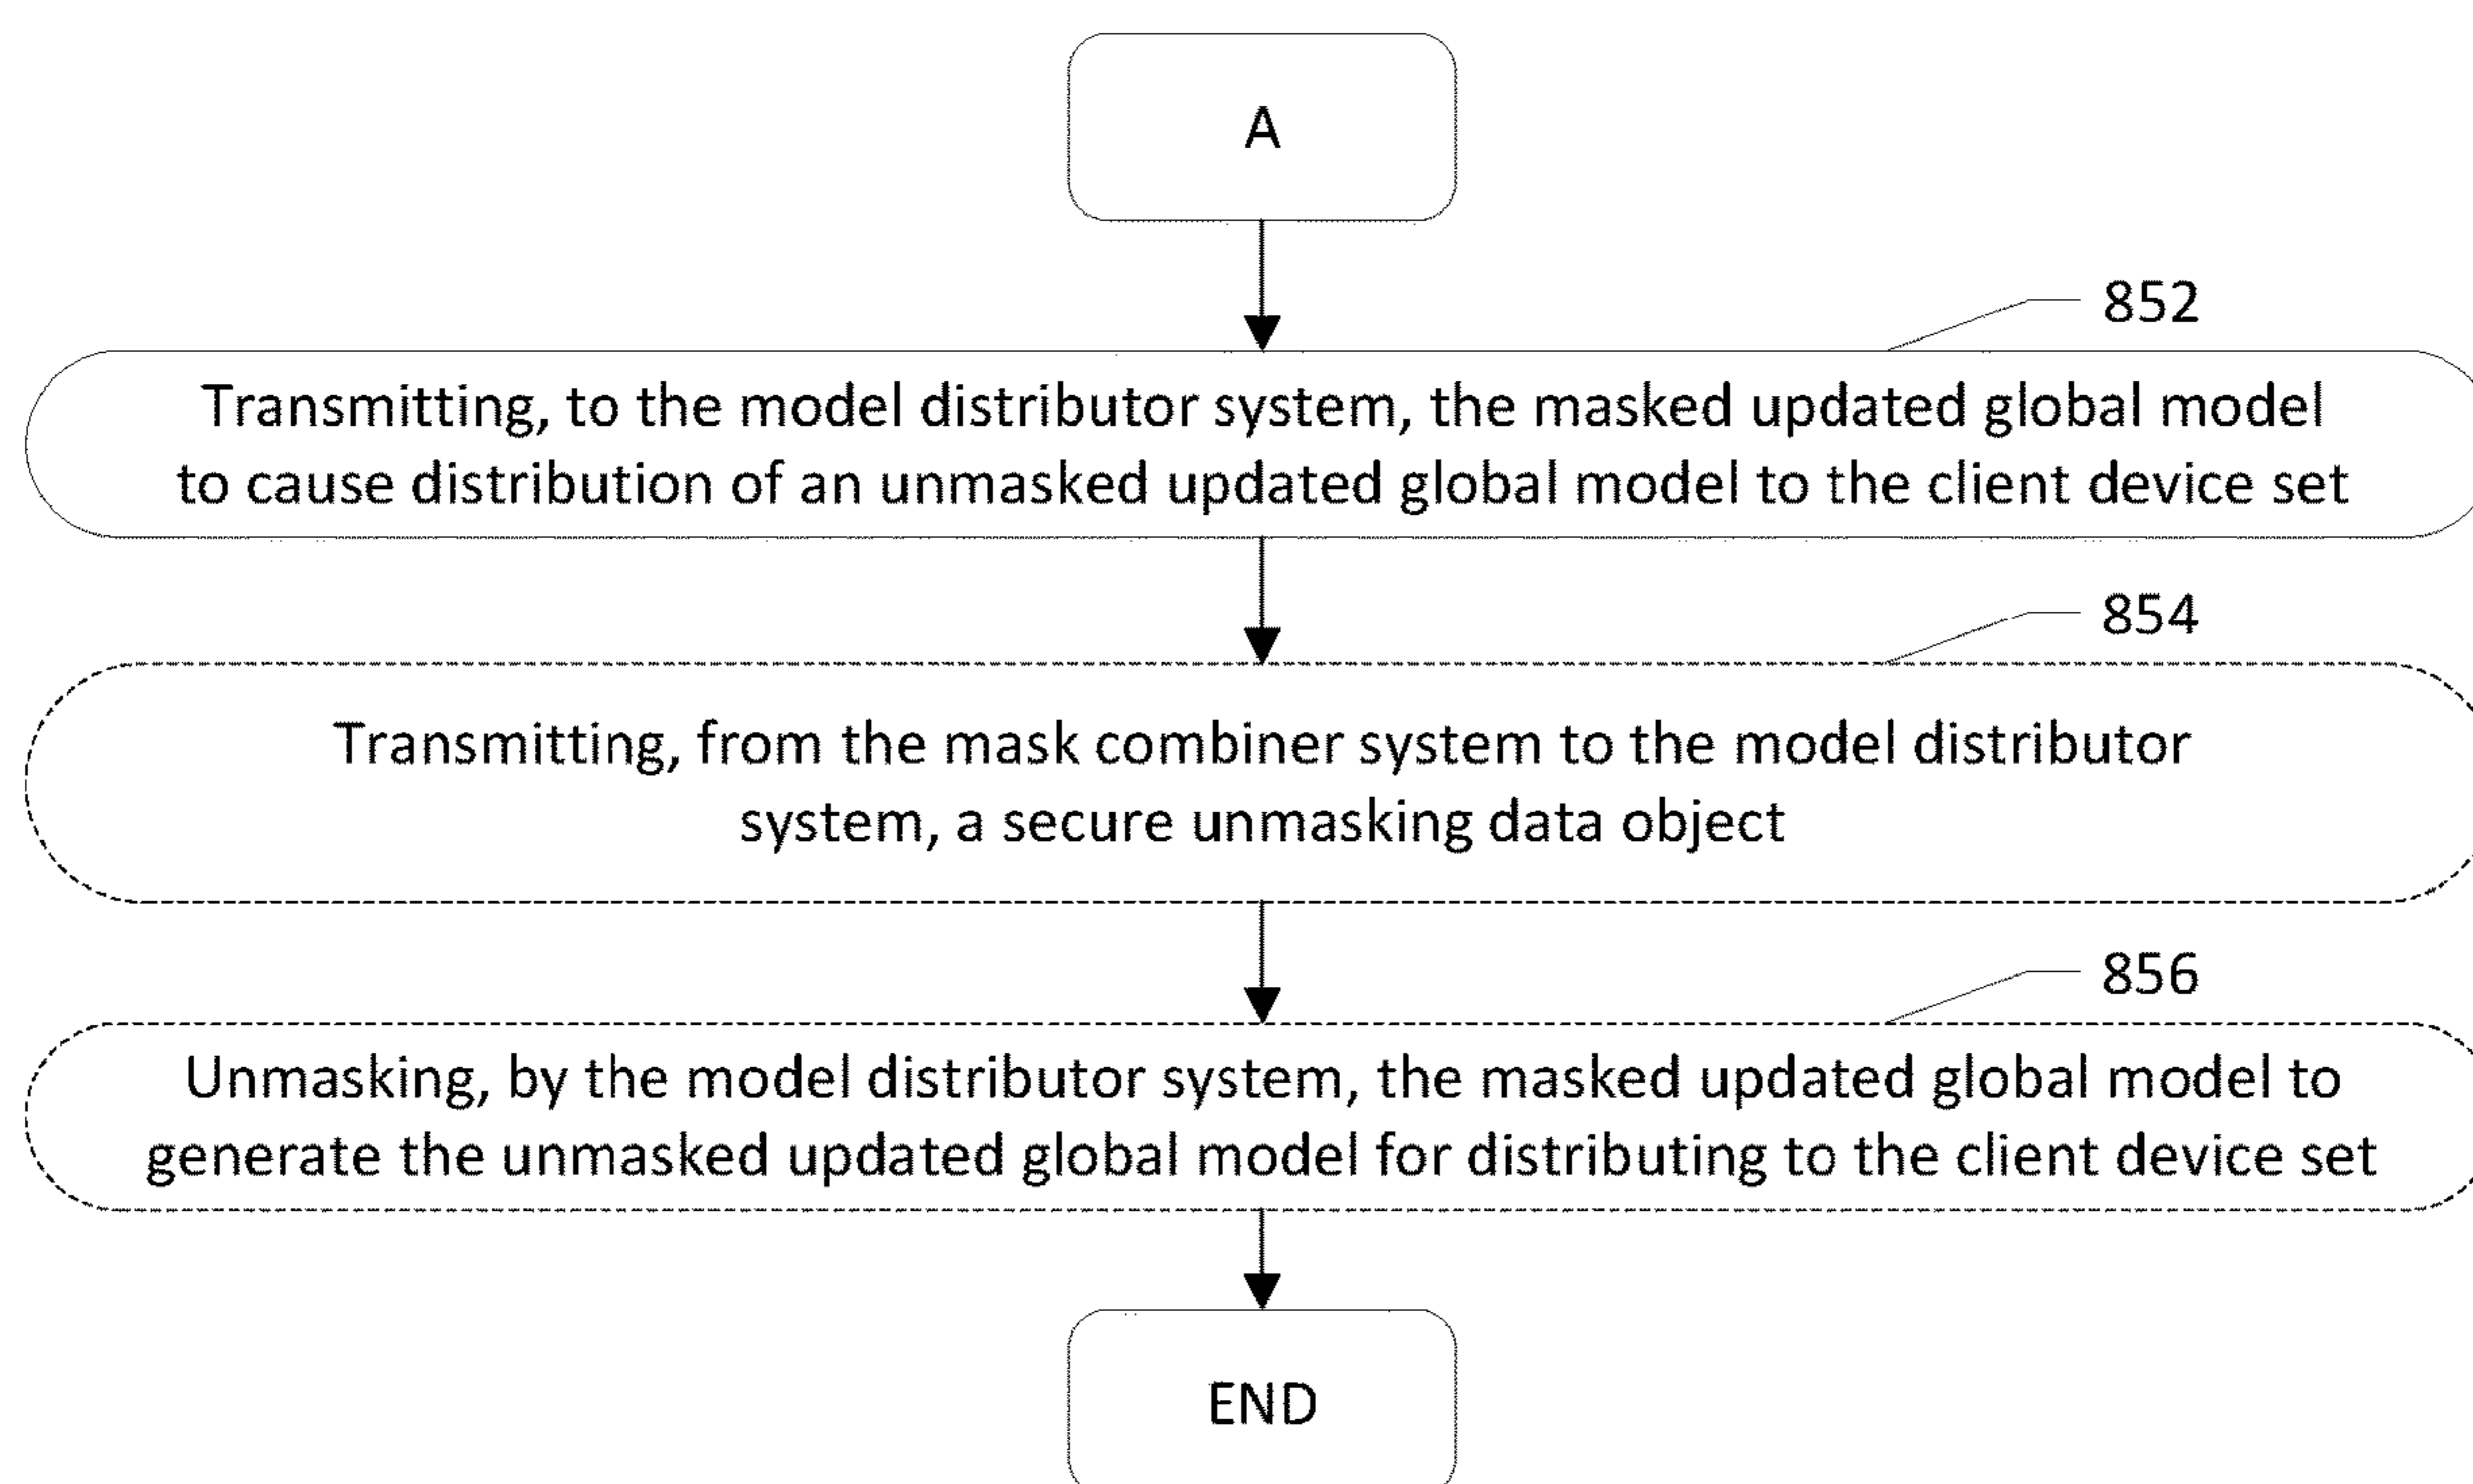 A
852
Transmitting, to the model distributor system, the masked updated global model
to cause distribution of an unmasked updated global model to the client device set
854
Transmitting, from the mask combiner system to the model distributor
system, a secure unmasking data object
856
Unmasking, by the model distributor system, the masked updated global model to
generate the unmasked updated global model for distributing to the client device set
END